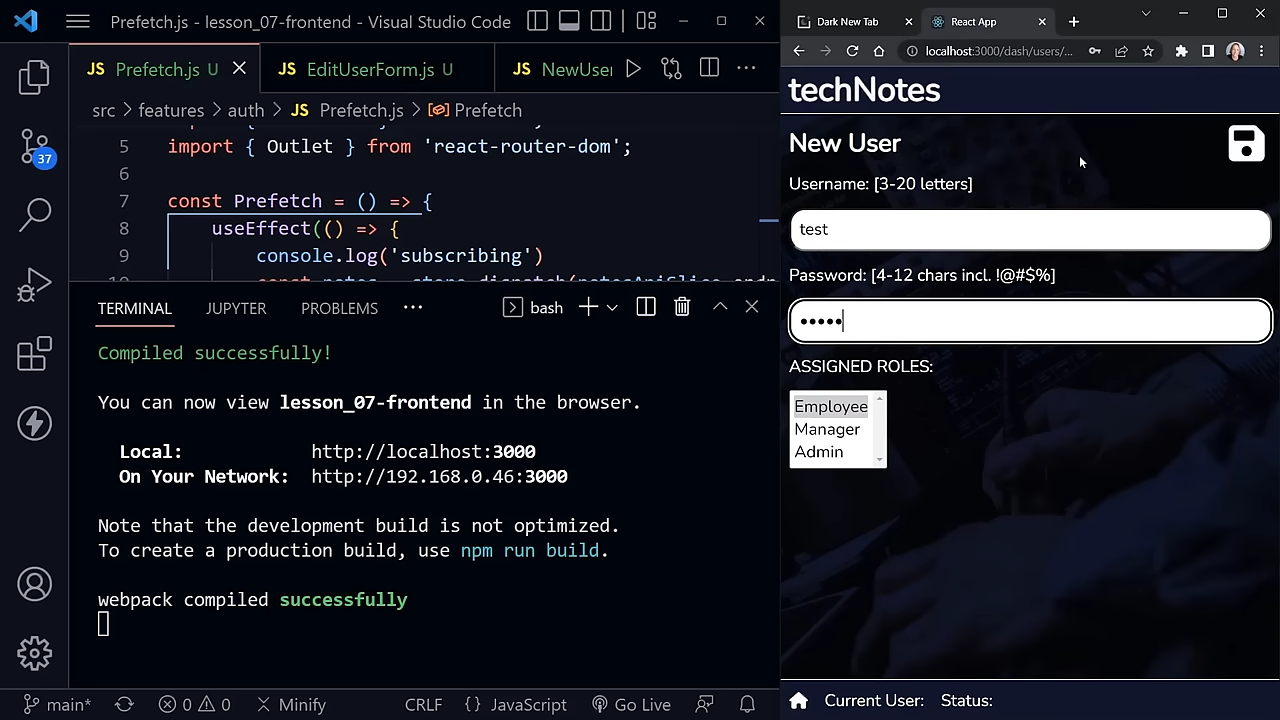 Prefetch.js - lesson_07-frontend - Visual Studio Code
JS Prefetch.js U
JS EditUserForm.js U
JS NewUser
src > features > auth > JS Prefetch.js > Prefetch
5 import { Outlet } from 'react-router-dom';
6
7 const Prefetch = () => {
8 useEffect(() => {
9 console.log('subscribing')
37
TERMINAL JUPYTER PROBLEMS ··· bash
Compiled successfully!
You can now view lesson_07-frontend in the browser.
Local: http://localhost:3000
On Your Network: http://192.168.0.46:3000
Note that the development build is not optimized.
To create a production build, use npm run build.
webpack compiled successfully
main* 0 0 Minify CRLF {} JavaScript Go Live
Dark New Tab
React App
localhost:3000/dash/users/...
techNotes
New User
Username: [3-20 letters]
test
Password: [4-12 chars incl. !@#$%]
•••••
ASSIGNED ROLES:
Employee
Manager
Admin
Current User: Status: